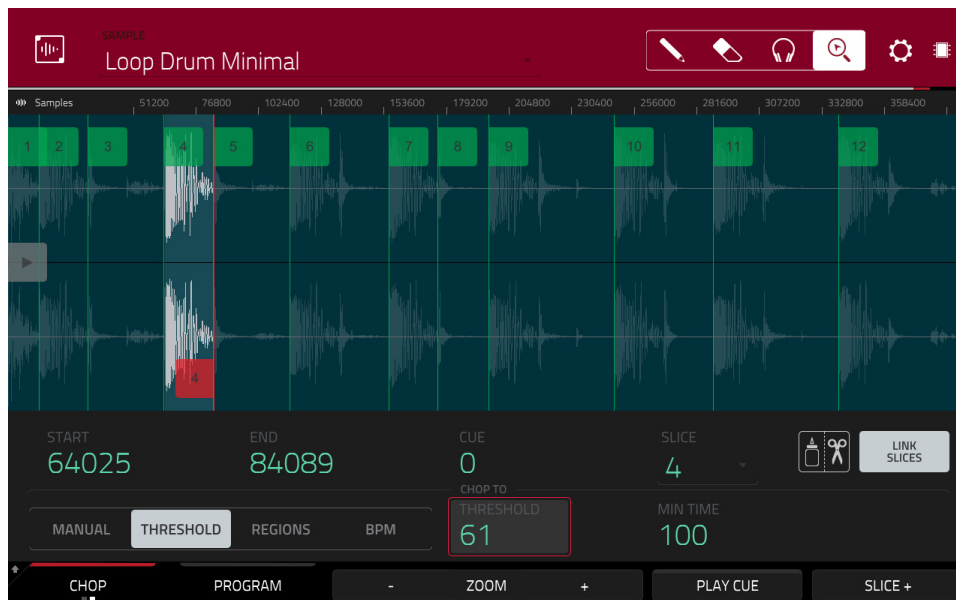 SAMPLE
Loop Drum Minimal
Samples 51200 76800 102400 128000 153600 179200 204800 230400 256000 281600 307200 332800 358400
1 2 3 4 5 6 7 8 9 10 11 12
4
START END CUE SLICE
64025 84089 0 4
LINK
SLICES
CHOP TO
MANUAL THRESHOLD REGIONS BPM
THRESHOLD MIN TIME
61 100
CHOP PROGRAM - ZOOM + PLAY CUE SLICE +